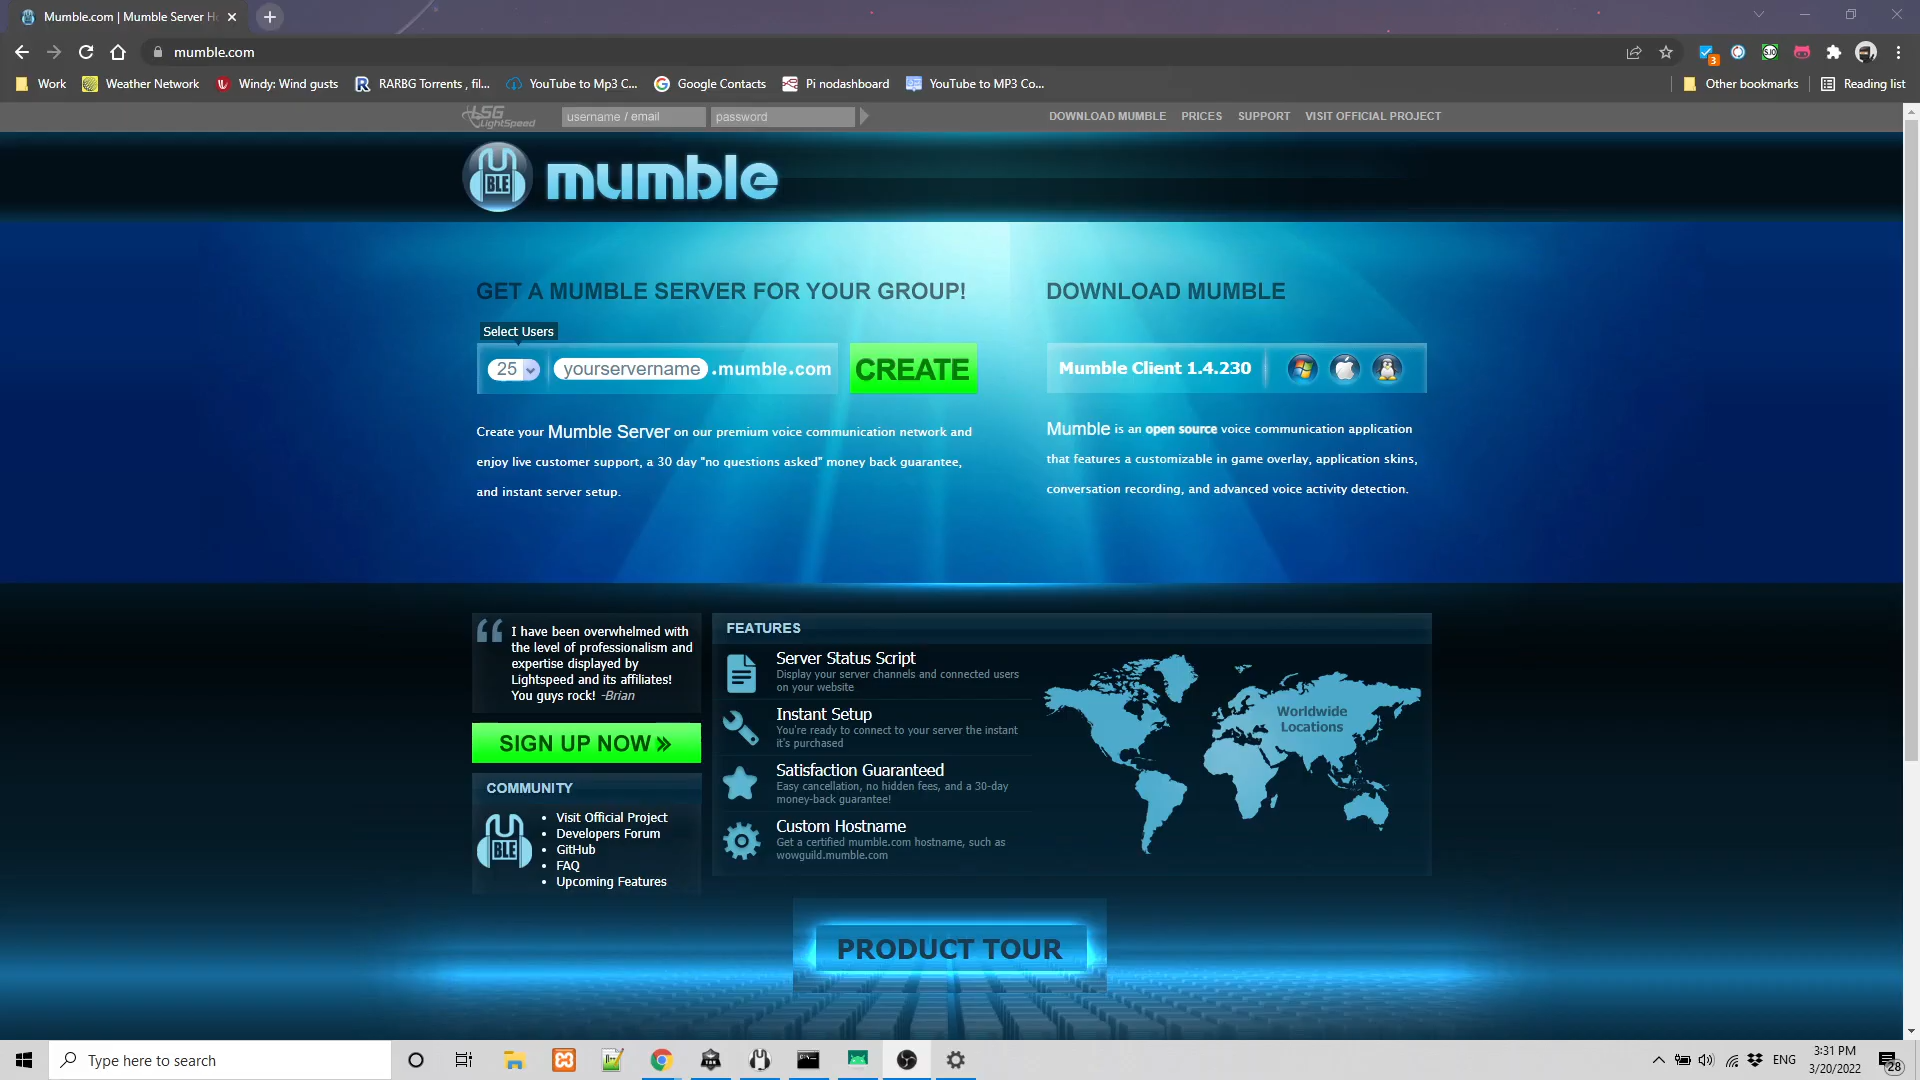 Mumble.com | Mumble Server Ho
mumble.com
3
Work
Weather Network
Windy: Wind gusts
RARBG Torrents , fil...
YouTube to Mp3 C...
Google Contacts
Pi nodashboard
YouTube to MP3 Co...
Other bookmarks
Reading list
LSG LightSpeed
username / email
password
DOWNLOAD MUMBLE
PRICES
SUPPORT
VISIT OFFICIAL PROJECT
BLE
mumble
GET A MUMBLE SERVER FOR YOUR GROUP!
Select Users
25
yourservername
.mumble.com
CREATE
Create your Mumble Server on our premium voice communication network and
enjoy live customer support, a 30 day "no questions asked" money back guarantee,
and instant server setup.
DOWNLOAD MUMBLE
Mumble Client 1.4.230
Mumble is an open source voice communication application
that features a customizable in game overlay, application skins,
conversation recording, and advanced voice activity detection.
“ I have been overwhelmed with
the level of professionalism and
expertise displayed by
Lightspeed and its affiliates!
You guys rock! -Brian
SIGN UP NOW »
COMMUNITY
BLE
• Visit Official Project
• Developers Forum
• GitHub
• FAQ
• Upcoming Features
FEATURES
Server Status Script
Display your server channels and connected users
on your website
Instant Setup
You're ready to connect to your server the instant
it's purchased
Satisfaction Guaranteed
Easy cancellation, no hidden fees, and a 30-day
money-back guarantee!
Custom Hostname
Get a certified mumble.com hostname, such as
wowguild.mumble.com
Worldwide
Locations
PRODUCT TOUR
Type here to search
ENG
3:31 PM
3/20/2022
28